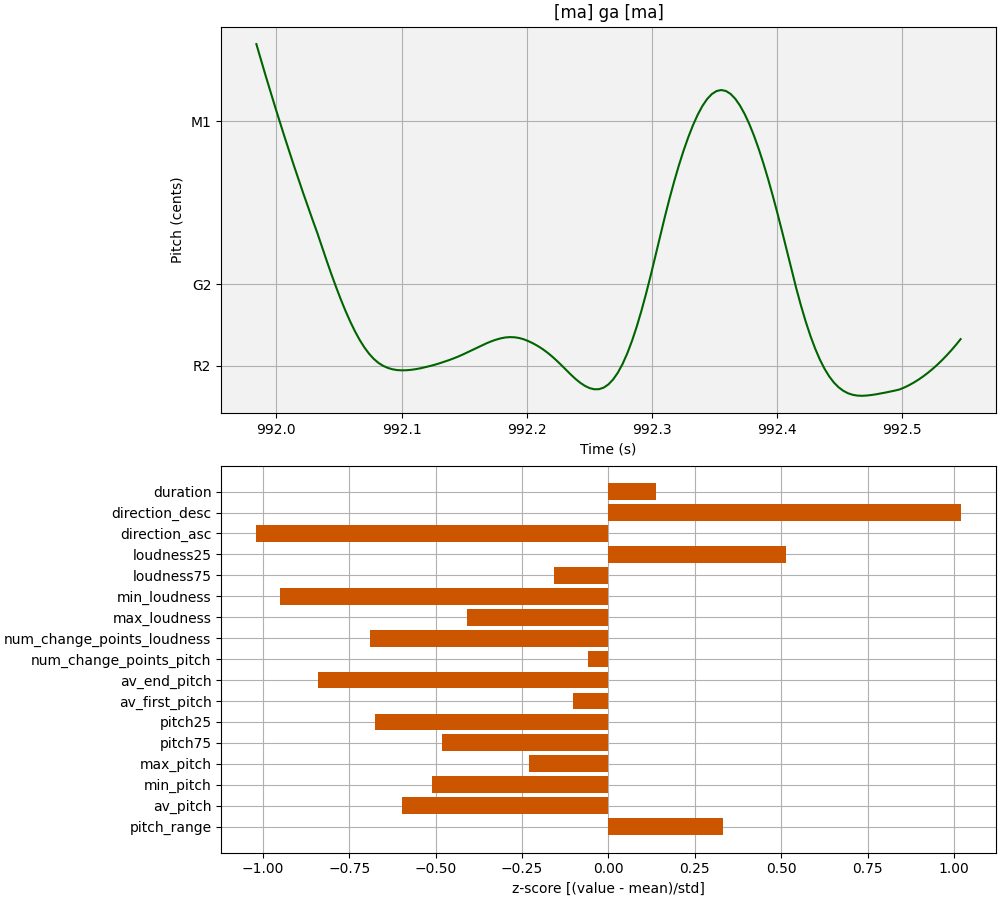 [ma] ga [ma]
M1
G2
R2
Pitch (cents)
992.0 992.1 992.2 992.3 992.4 992.5
Time (s)
duration
direction_desc
direction_asc
loudness25
loudness75
min_loudness
max_loudness
num_change_points_loudness
num_change_points_pitch
av_end_pitch
av_first_pitch
pitch25
pitch75
max_pitch
min_pitch
av_pitch
pitch_range
−1.00 −0.75 −0.50 −0.25 0.00 0.25 0.50 0.75 1.00
z-score [(value - mean)/std]